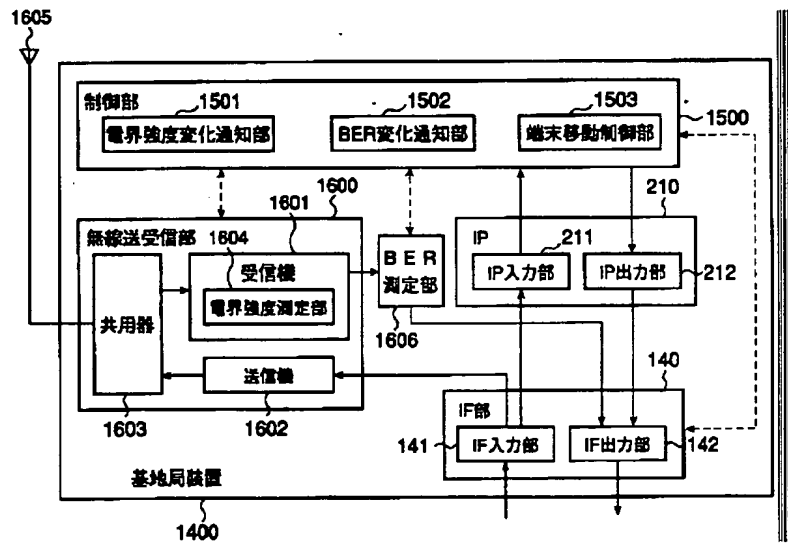 1605
制御部
1501
1502
1503
1500
電界強度変化通知部
BER変化通知部
端末移動制御部
1600
1601
210
無線送受信部
1604
受信機
電界強度測定部
共用器
BER
測定部
1606
IP
211
IP入力部
IP出力部
212
送信機
1603
1602
140
IF部
141
IF入力部
IF出力部
142
基地局装置
1400